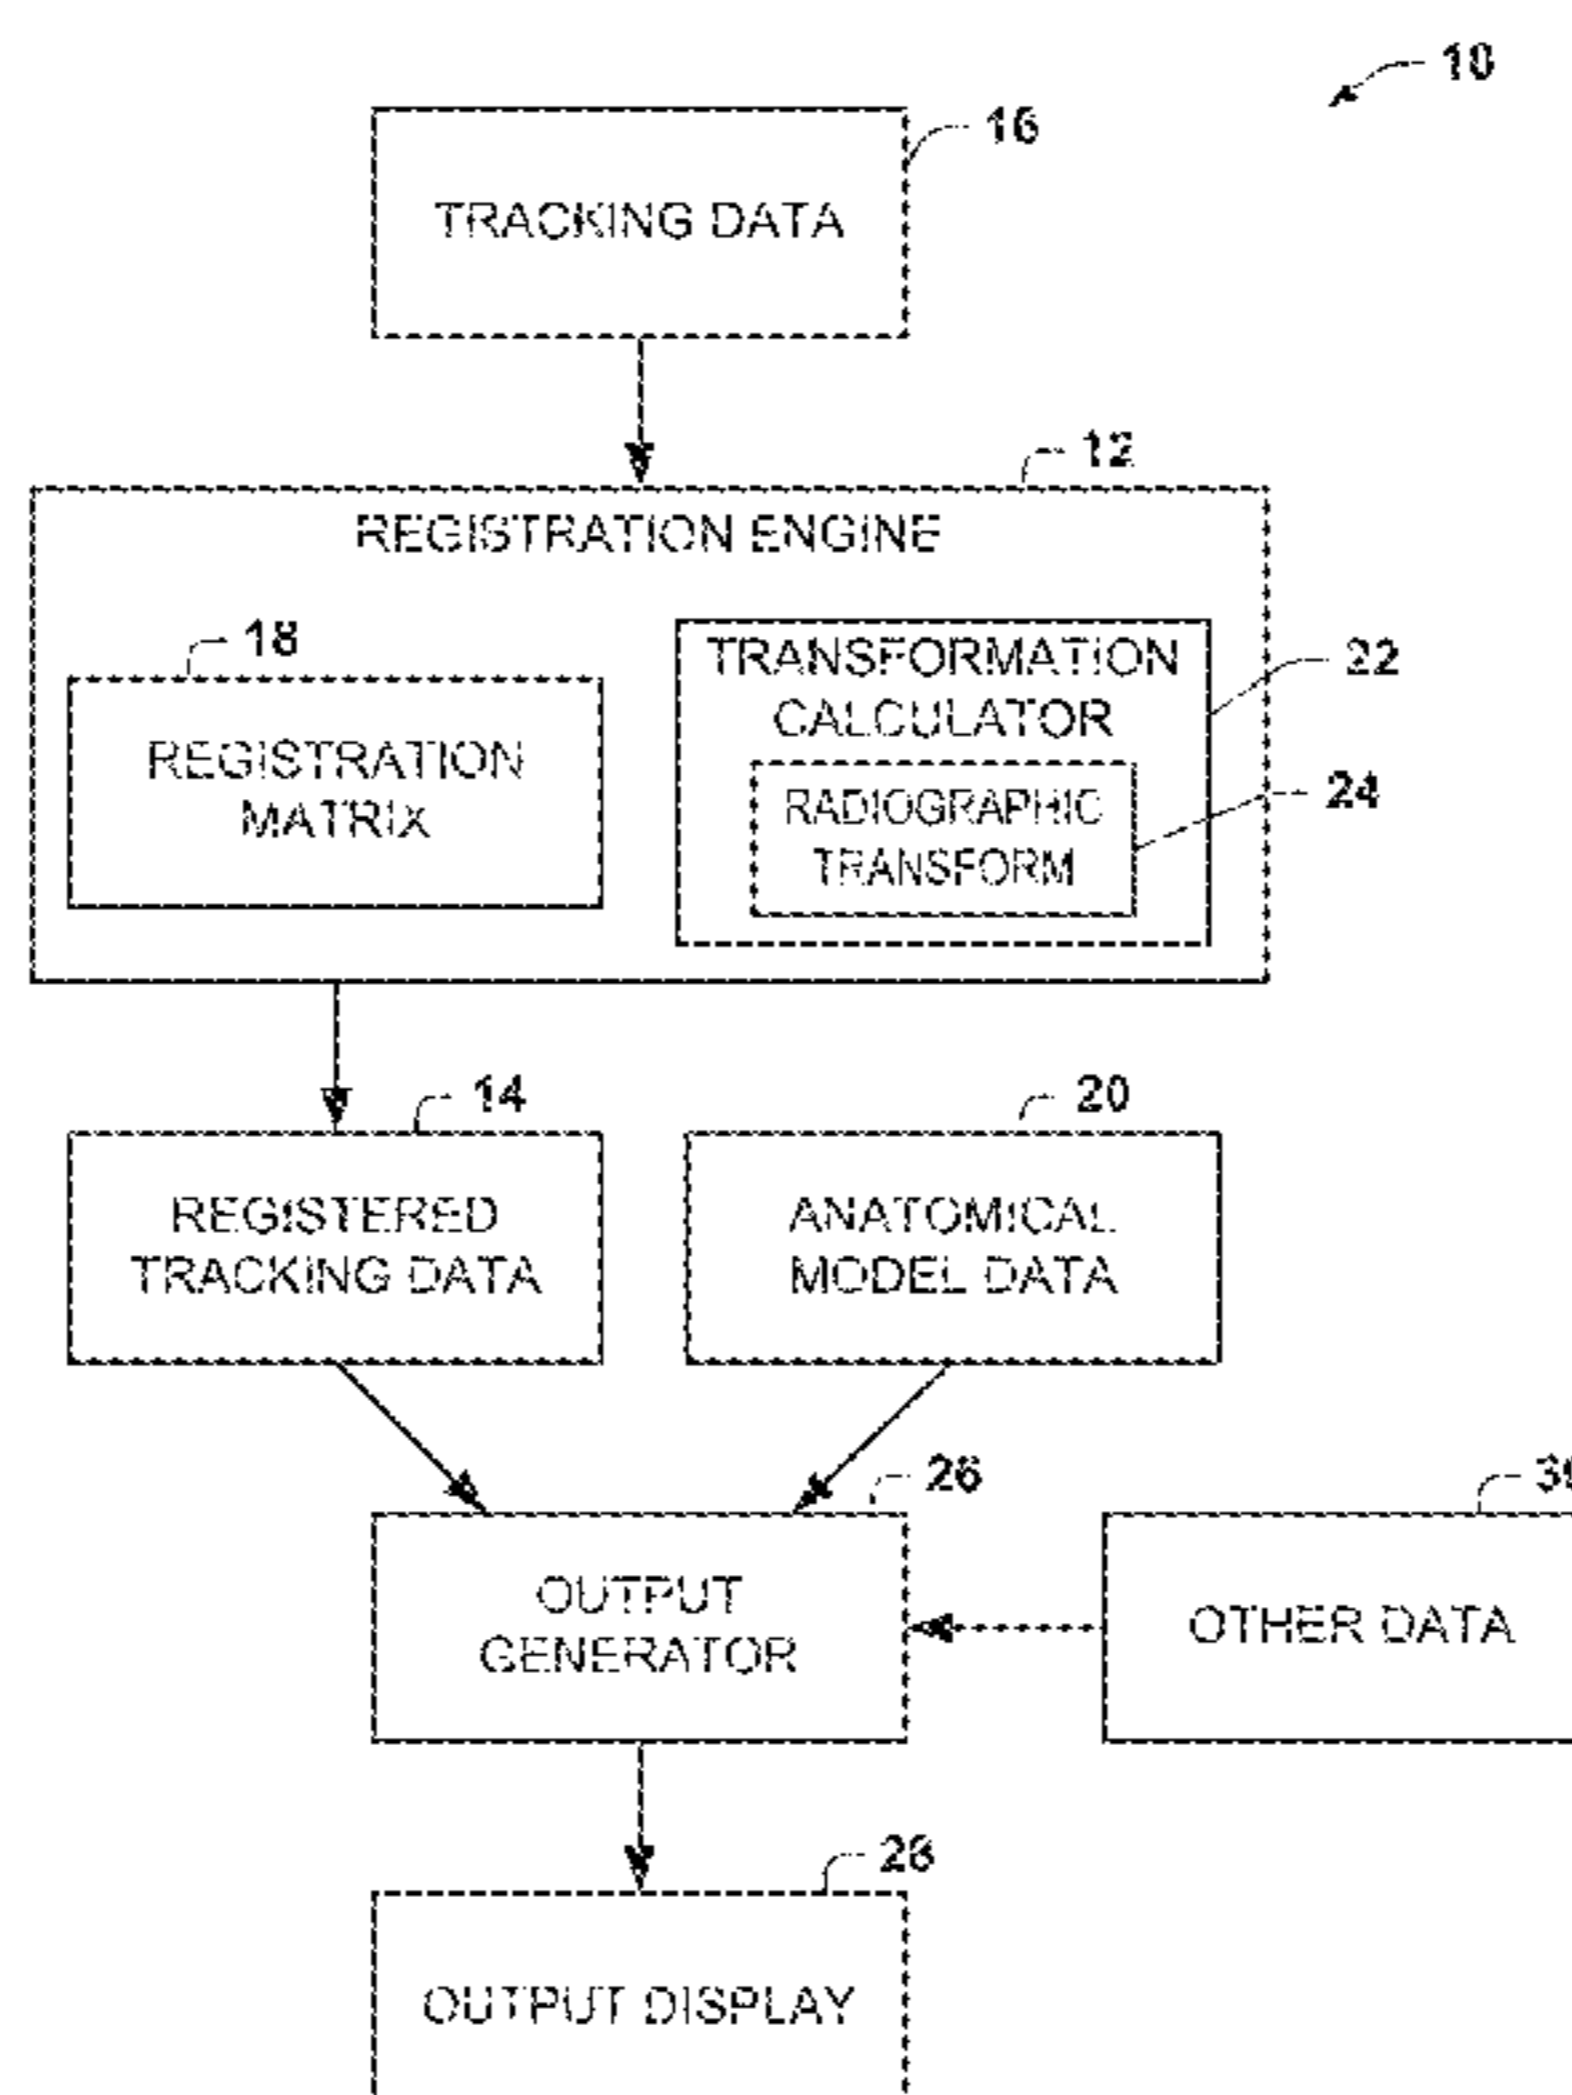 10
16
TRACKING DATA
12
REGISTRATION ENGINE
18
REGISTRATION
MATRIX
TRANSFORMATION
CALCULATOR
22
RADIOGRAPHIC
TRANSFORM
24
14
REGISTERED
TRACKING DATA
20
ANATOMICAL
MODEL DATA
26
OUTPUT
GENERATOR
OTHER DATA
28
OUTPUT DISPLAY